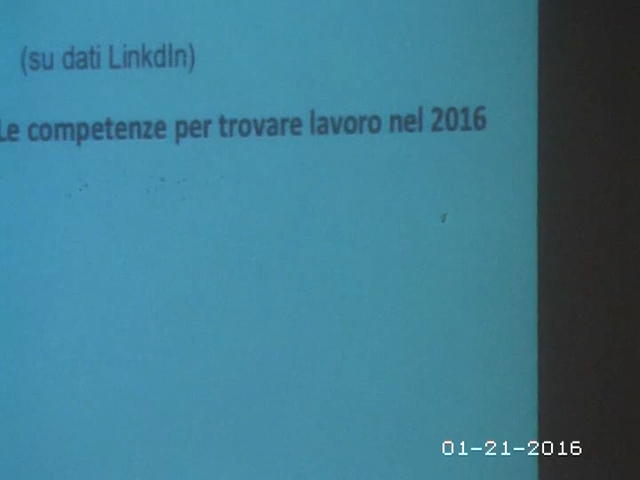 (su dati LinkdIn)
Le competenze per trovare lavoro nel 2016
01-21-2016